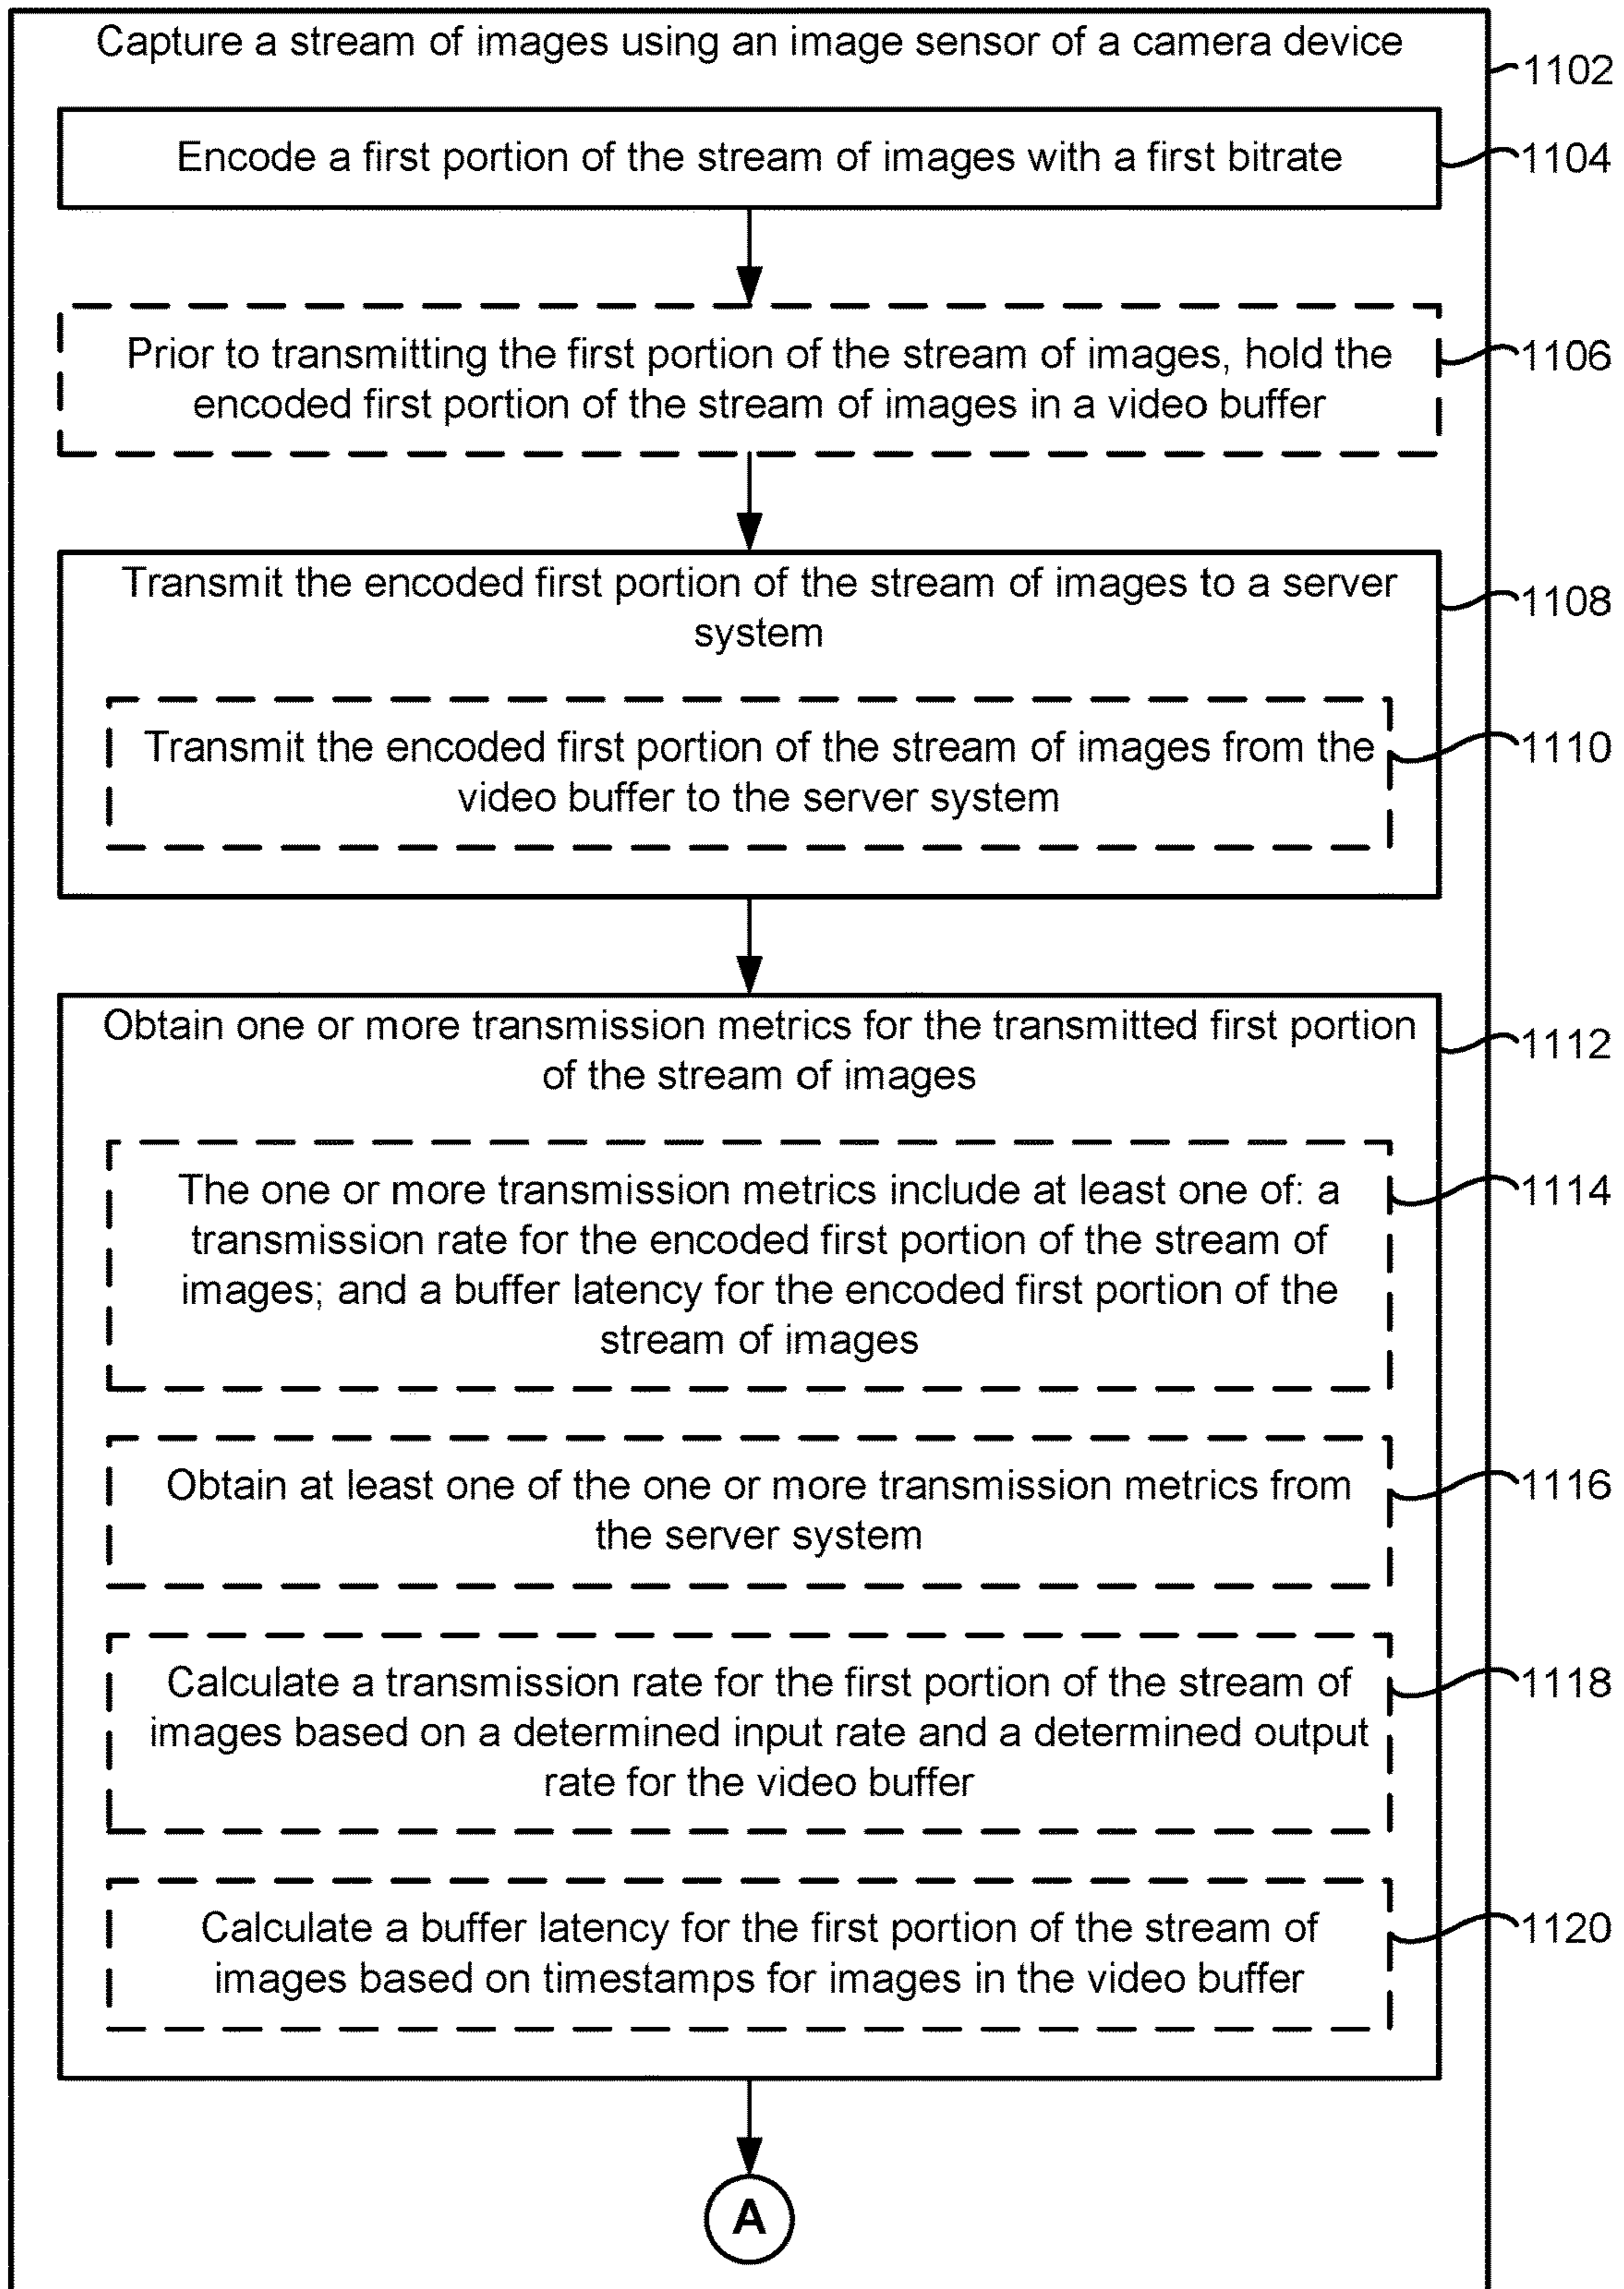 Capture a stream of images using an image sensor of a camera device
1102
Encode a first portion of the stream of images with a first bitrate
1104
Prior to transmitting the first portion of the stream of images, hold the
encoded first portion of the stream of images in a video buffer
1106
Transmit the encoded first portion of the stream of images to a server
system
1108
Transmit the encoded first portion of the stream of images from the
video buffer to the server system
1110
Obtain one or more transmission metrics for the transmitted first portion
of the stream of images
1112
The one or more transmission metrics include at least one of: a
transmission rate for the encoded first portion of the stream of
images; and a buffer latency for the encoded first portion of the
stream of images
1114
Obtain at least one of the one or more transmission metrics from
the server system
1116
Calculate a transmission rate for the first portion of the stream of
images based on a determined input rate and a determined output
rate for the video buffer
1118
Calculate a buffer latency for the first portion of the stream of
images based on timestamps for images in the video buffer
1120
A